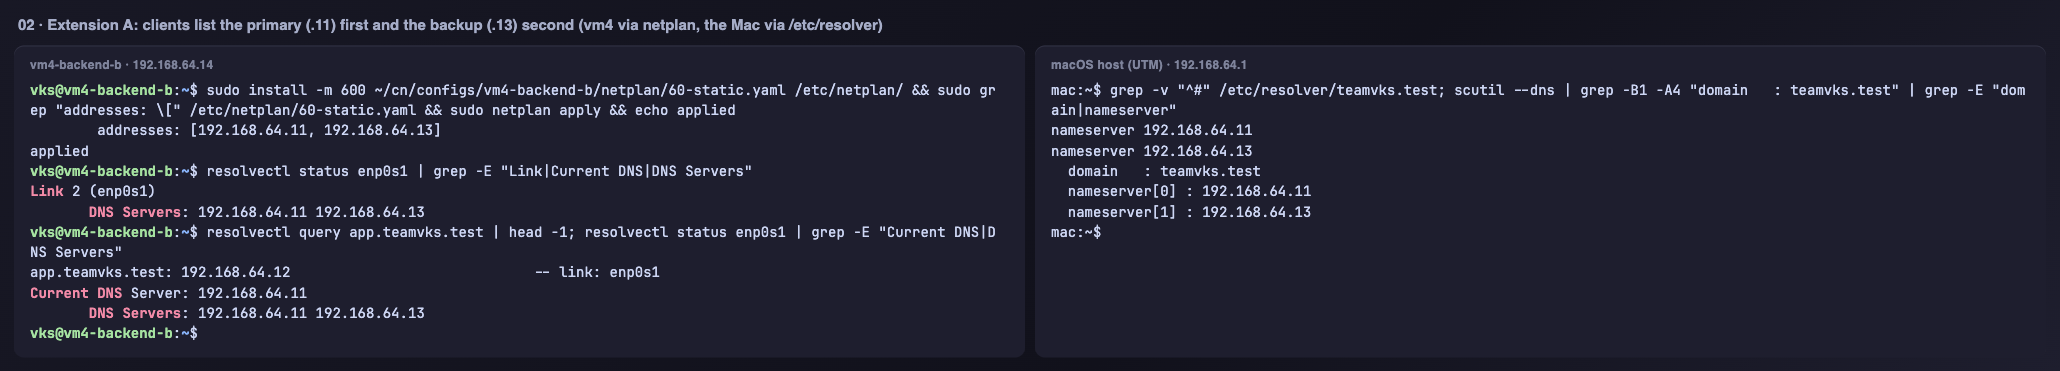 02 · Extension A: clients list the primary (.11) first and the backup (.13) second (vm4 via netplan, the Mac via /etc/resolver)
vm4-backend-b · 192.168.64.14
vks@vm4-backend-b:~$ sudo install -m 600 ~/cn/configs/vm4-backend-b/netplan/60-static.yaml /etc/netplan/ && sudo gr
ep "addresses: \[" /etc/netplan/60-static.yaml && sudo netplan apply && echo applied
        addresses: [192.168.64.11, 192.168.64.13]
applied
vks@vm4-backend-b:~$ resolvectl status enp0s1 | grep -E "Link|Current DNS|DNS Servers"
Link 2 (enp0s1)
       DNS Servers: 192.168.64.11 192.168.64.13
vks@vm4-backend-b:~$ resolvectl query app.teamvks.test | head -1; resolvectl status enp0s1 | grep -E "Current DNS|D
NS Servers"
app.teamvks.test: 192.168.64.12                             -- link: enp0s1
Current DNS Server: 192.168.64.11
       DNS Servers: 192.168.64.11 192.168.64.13
vks@vm4-backend-b:~$
macOS host (UTM) · 192.168.64.1
mac:~$ grep -v "^#" /etc/resolver/teamvks.test; scutil --dns | grep -B1 -A4 "domain   : teamvks.test" | grep -E "dom
ain|nameserver"
nameserver 192.168.64.11
nameserver 192.168.64.13
  domain   : teamvks.test
  nameserver[0] : 192.168.64.11
  nameserver[1] : 192.168.64.13
mac:~$